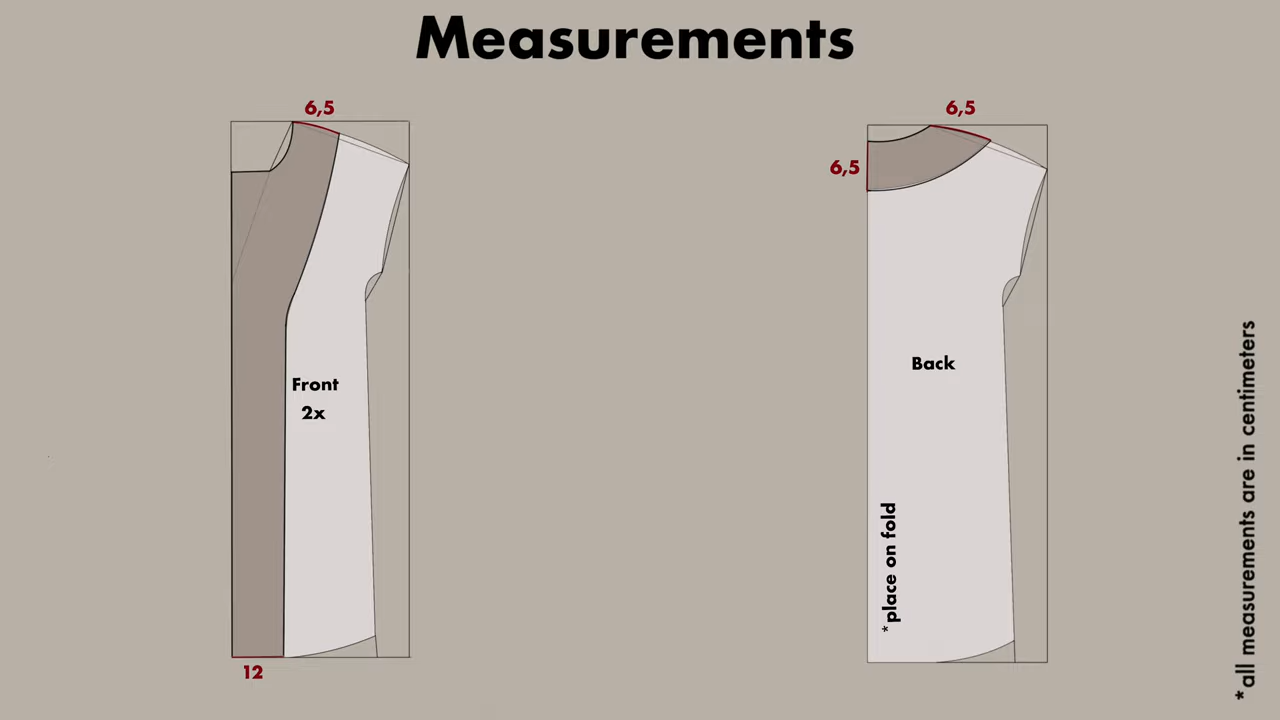 Measurements
6,5
6,5
6,5
Front
2x
Back
*place on fold
12
*all measurements are in centimeters